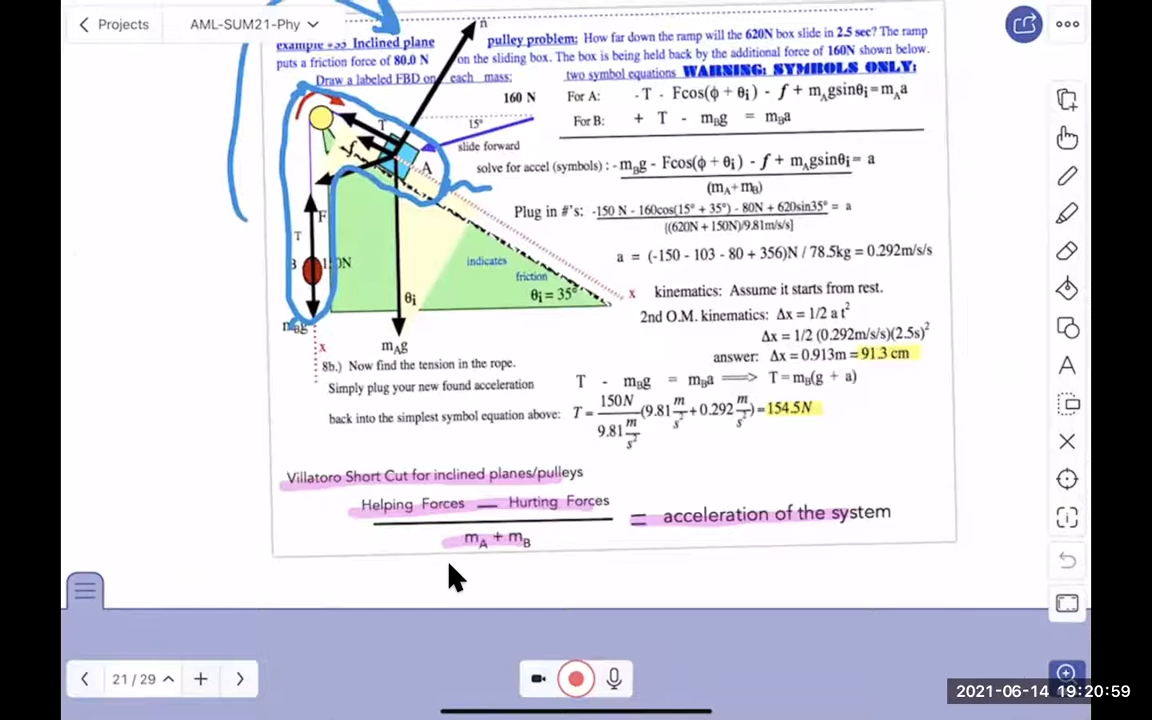 Projects AML-SUM21-Phy
Inclined plane pulley problem: How far down the ramp will the 620N box slide in 2.5 sec? The ramp
puts a friction force of 80.0 N on the sliding box. The box is being held back by the additional force of 160N shown below.
Draw a labeled FBD on each mass: two symbol equations WARNING: SYMBOLS ONLY:
n
160 N
15°
slide forward
T
f
A
F
T
150N
mBg
x
θi
mAg
indicates
friction
θi = 35°
x
For A: -T - Fcos(ϕ + θi) - f + mAgsinθi = mAa
For B: + T - mBg = mBa
solve for accel (symbols) : - mBg - Fcos(ϕ + θi) - f + mAgsinθi = a
(mA+mB)
Plug in #'s: -150 N - 160cos(15° + 35°) - 80N + 620sin35° = a
[(620N + 150N)/9.81m/s/s]
a = (-150 - 103 - 80 + 356)N / 78.5kg = 0.292m/s/s
kinematics: Assume it starts from rest.
2nd O.M. kinematics: Δx = 1/2 a t²
Δx = 1/2 (0.292m/s/s)(2.5s)²
answer: Δx = 0.913m = 91.3 cm
8b.) Now find the tension in the rope.
Simply plug your new found acceleration T - mBg = mBa ==> T = mB(g + a)
back into the simplest symbol equation above: T = 150N / 9.81 m/s² (9.81 m/s² + 0.292 m/s²) = 154.5N
Villatoro Short Cut for inclined planes/pulleys
Helping Forces — Hurting Forces
mA + mB
= acceleration of the system
21 / 29
2021-06-14 19:20:59